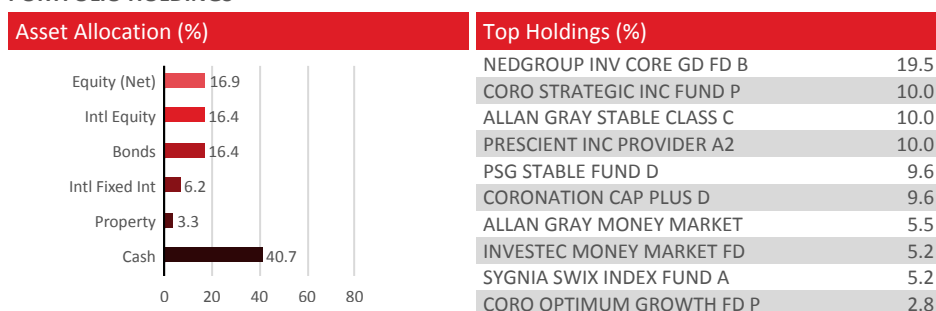 Asset Allocation (%)
Equity (Net) 16.9
Intl Equity 16.4
Bonds 16.4
Intl Fixed Int 6.2
Property 3.3
Cash 40.7
0 20 40 60 80
Top Holdings (%)
NEDGROUP INV CORE GD FD B 19.5
CORO STRATEGIC INC FUND P 10.0
ALLAN GRAY STABLE CLASS C 10.0
PRESCIENT INC PROVIDER A2 10.0
PSG STABLE FUND D 9.6
CORONATION CAP PLUS D 9.6
ALLAN GRAY MONEY MARKET 5.5
INVESTEC MONEY MARKET FD 5.2
SYGNIA SWIX INDEX FUND A 5.2
CORO OPTIMUM GROWTH FD P 2.8